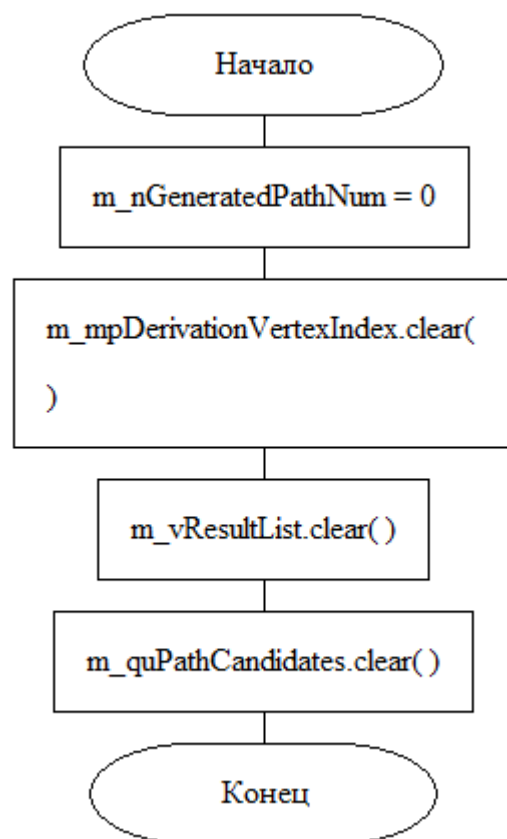 Начало
m_nGeneratedPathNum = 0
m_mpDerivationVertexIndex.clear(
)
m_vResultList.clear( )
m_quPathCandidates.clear( )
Конец